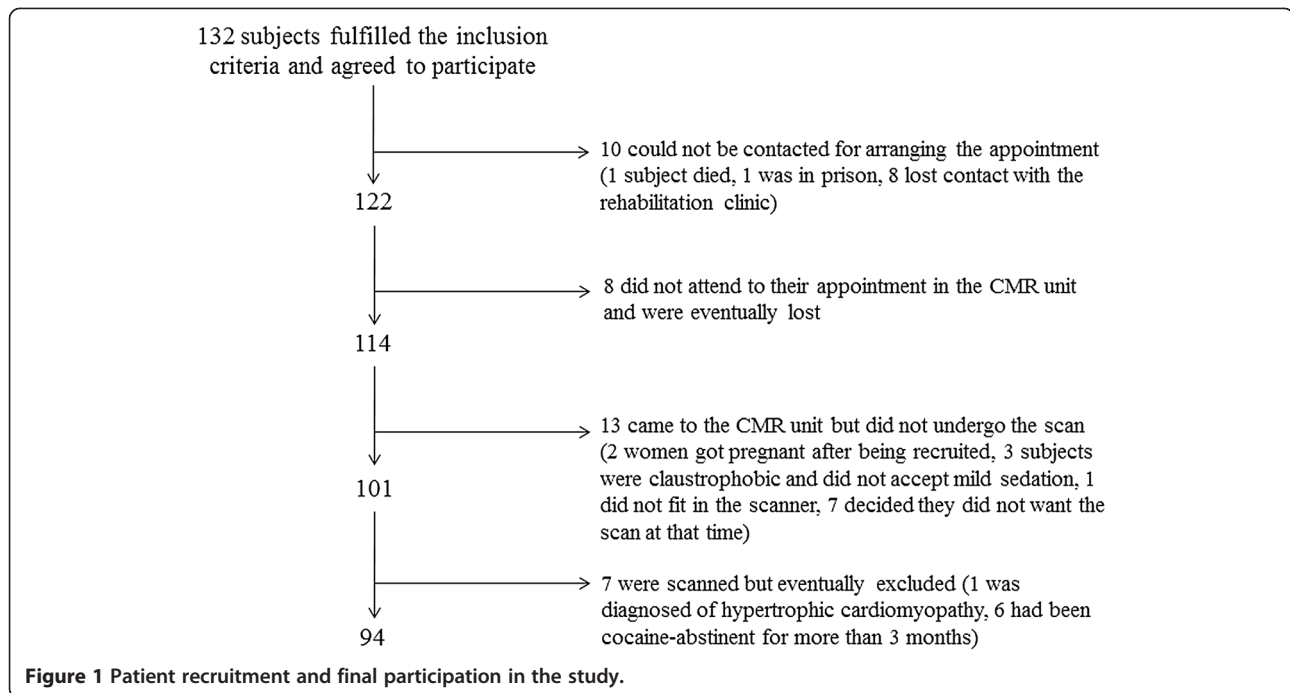 132 subjects fulfilled the inclusion
criteria and agreed to participate
10 could not be contacted for arranging the appointment
(1 subject died, 1 was in prison, 8 lost contact with the
rehabilitation clinic)
122
8 did not attend to their appointment in the CMR unit
and were eventually lost
114
13 came to the CMR unit but did not undergo the scan
(2 women got pregnant after being recruited, 3 subjects
were claustrophobic and did not accept mild sedation, 1
did not fit in the scanner, 7 decided they did not want the
scan at that time)
101
7 were scanned but eventually excluded (1 was
diagnosed of hypertrophic cardiomyopathy, 6 had been
cocaine-abstinent for more than 3 months)
94
Figure 1 Patient recruitment and final participation in the study.